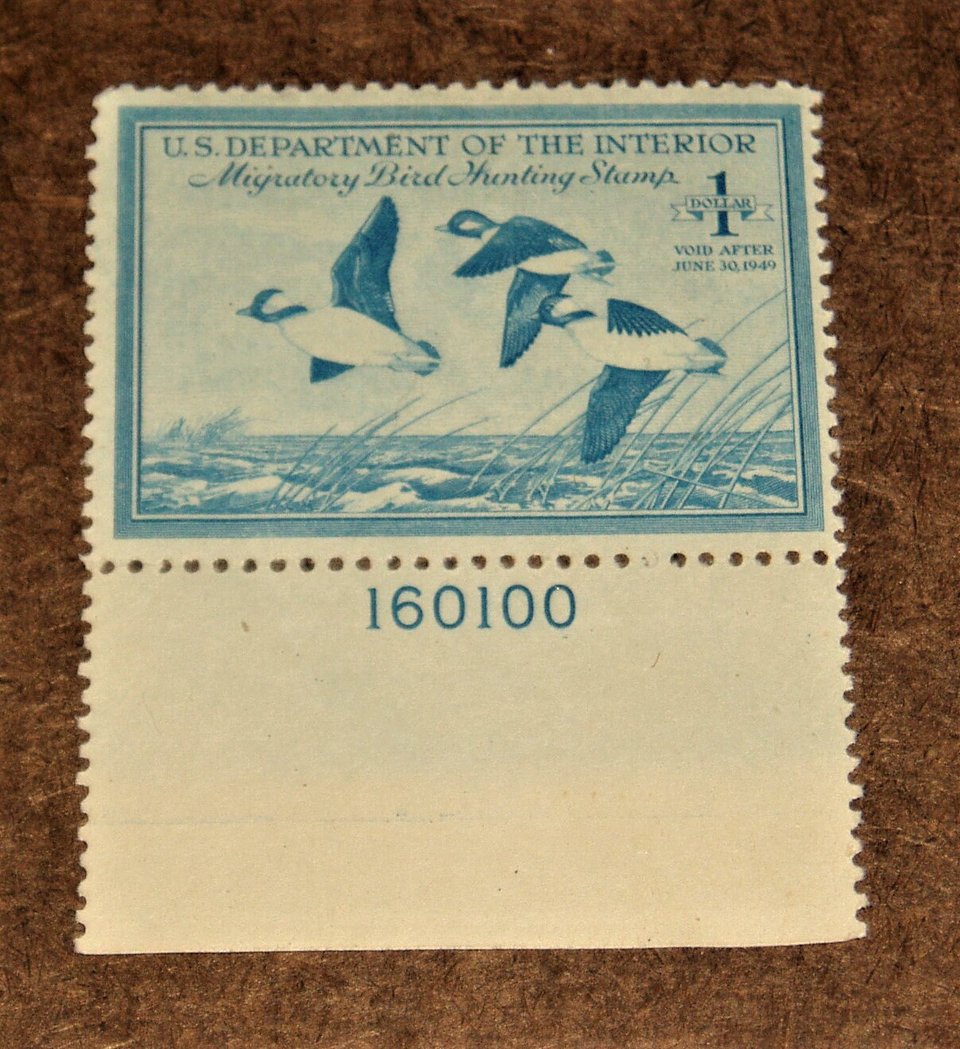 U.S. DEPARTMENT OF THE INTERIOR
Migratory Bird Hunting Stamp
1
DOLLAR
VOID AFTER
JUNE 30, 1949
160100